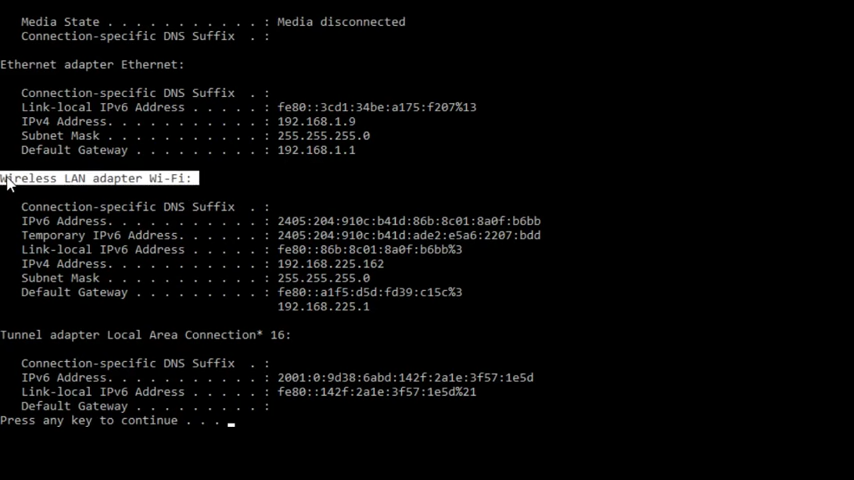 Media State . . . . . . . . . . . : Media disconnected
Connection-specific DNS Suffix  . :
Ethernet adapter Ethernet:
Connection-specific DNS Suffix  . :
Link-local IPv6 Address . . . . . : fe80::3cd1:34be:a175:f207%13
IPv4 Address. . . . . . . . . . . : 192.168.1.9
Subnet Mask . . . . . . . . . . . : 255.255.255.0
Default Gateway . . . . . . . . . : 192.168.1.1
Wireless LAN adapter Wi-Fi:
Connection-specific DNS Suffix  . :
IPv6 Address. . . . . . . . . . . : 2405:204:910c:b41d:86b:8c01:8a0f:b6bb
Temporary IPv6 Address. . . . . . : 2405:204:910c:b41d:ade2:e5a6:2207:bdd
Link-local IPv6 Address . . . . . : fe80::86b:8c01:8a0f:b6bb%3
IPv4 Address. . . . . . . . . . . : 192.168.225.162
Subnet Mask . . . . . . . . . . . : 255.255.255.0
Default Gateway . . . . . . . . . : fe80::a1f5:d5d:fd39:c15c%3
192.168.225.1
Tunnel adapter Local Area Connection* 16:
Connection-specific DNS Suffix  . :
IPv6 Address. . . . . . . . . . . : 2001:0:9d38:6abd:142f:2a1e:3f57:1e5d
Link-local IPv6 Address . . . . . : fe80::142f:2a1e:3f57:1e5d%21
Default Gateway . . . . . . . . . :
Press any key to continue . . .